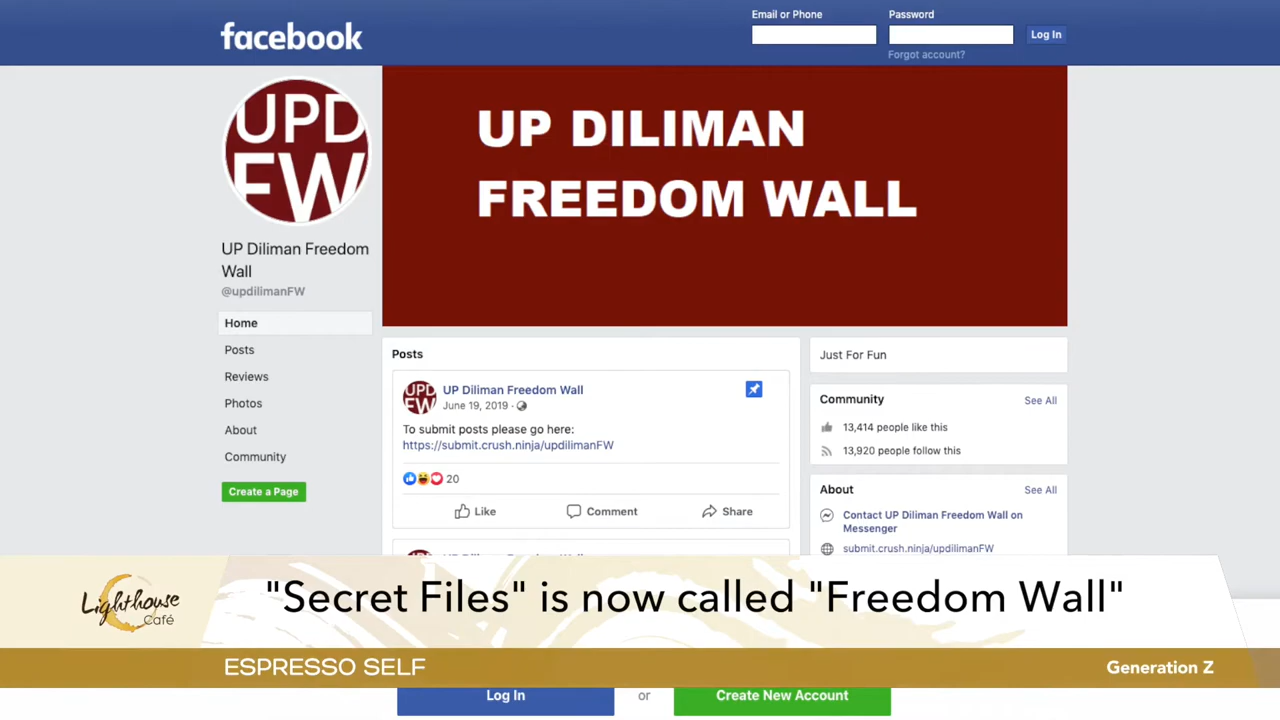 facebook
Email or Phone
Password
Log In
Forgot account?
UPD
FW
UP DILIMAN
FREEDOM WALL
UP Diliman Freedom
Wall
@updilimanFW
Home
Posts
Reviews
Photos
About
Community
Create a Page
Posts
UPD
FW
UP Diliman Freedom Wall
June 19, 2019 ·
To submit posts please go here:
https://submit.crush.ninja/updilimanFW
20
Like
Comment
Share
Just For Fun
Community
See All
13,414 people like this
13,920 people follow this
About
See All
Contact UP Diliman Freedom Wall on
Messenger
submit.crush.ninja/updilimanFW
Lighthouse
Café
"Secret Files" is now called "Freedom Wall"
ESPRESSO SELF
Generation Z
Log In
or
Create New Account